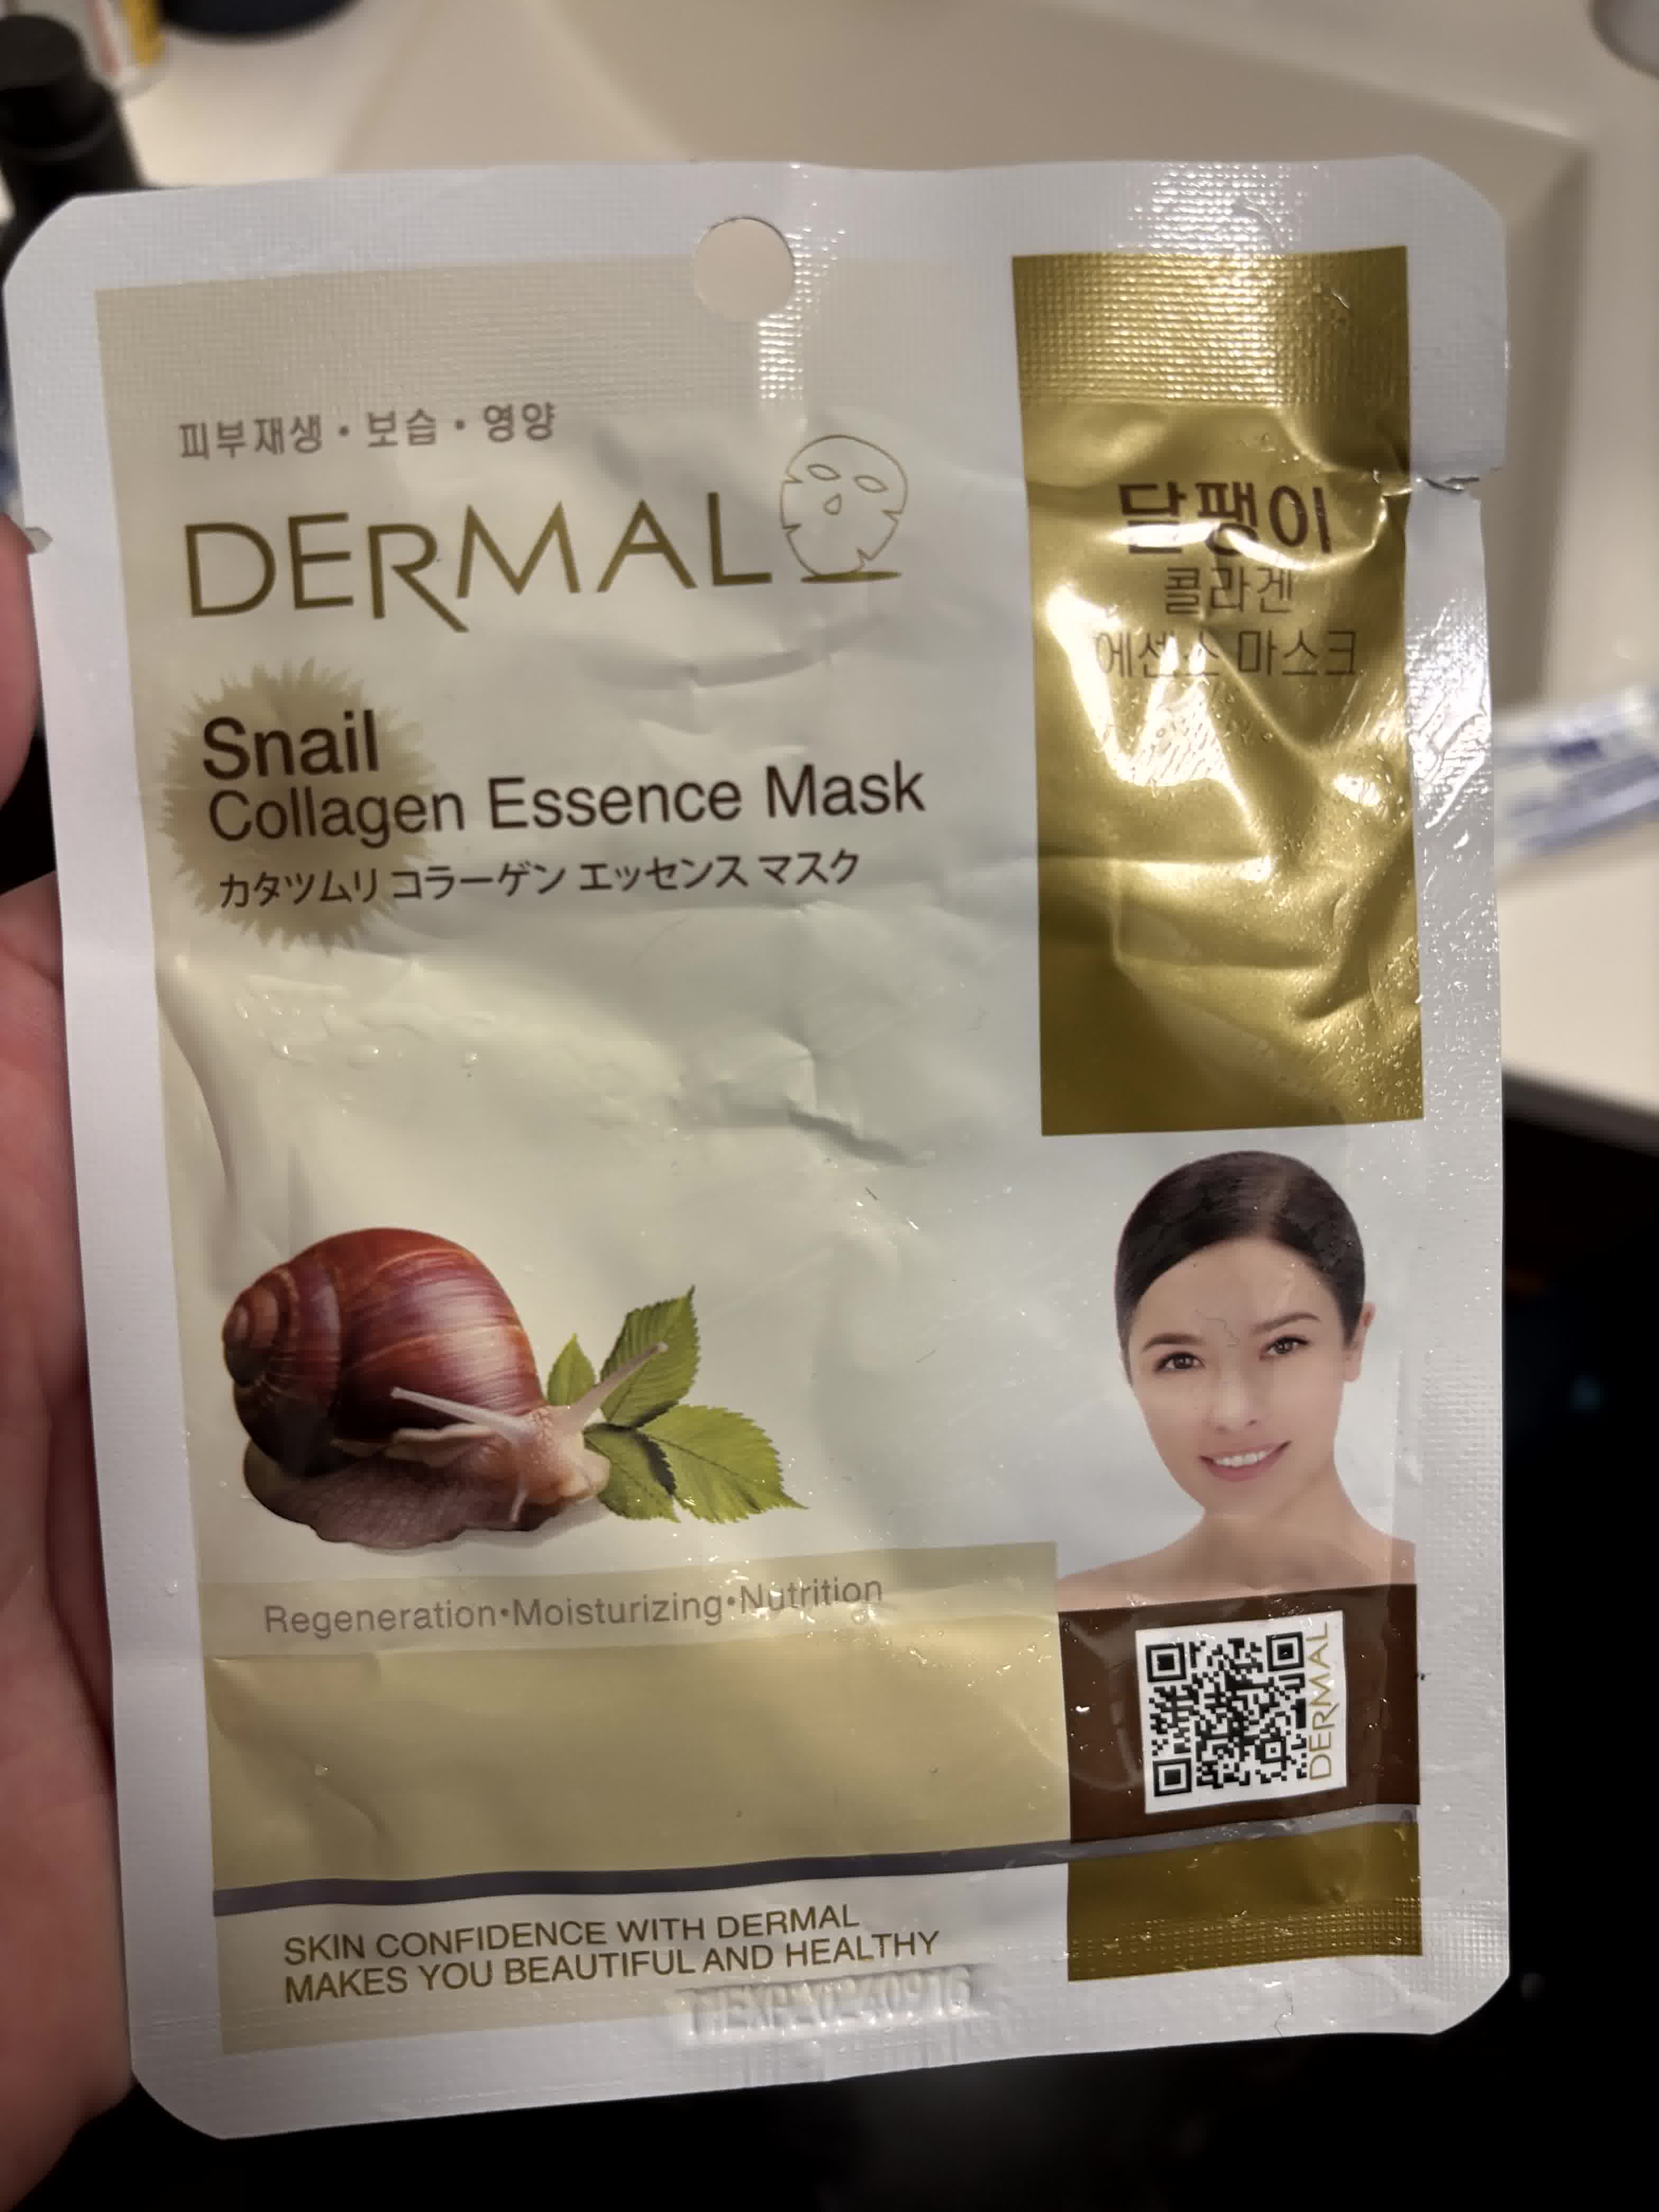 피부재생 · 보습 · 영양
DERMAL
Snail
Collagen Essence Mask
カタツムリ コラーゲン エッセンス マスク
달팽이
콜라겐
에센스 마스크
Regeneration·Moisturizing·Nutrition
DERMAL
SKIN CONFIDENCE WITH DERMAL
MAKES YOU BEAUTIFUL AND HEALTHY
EXP.20240916